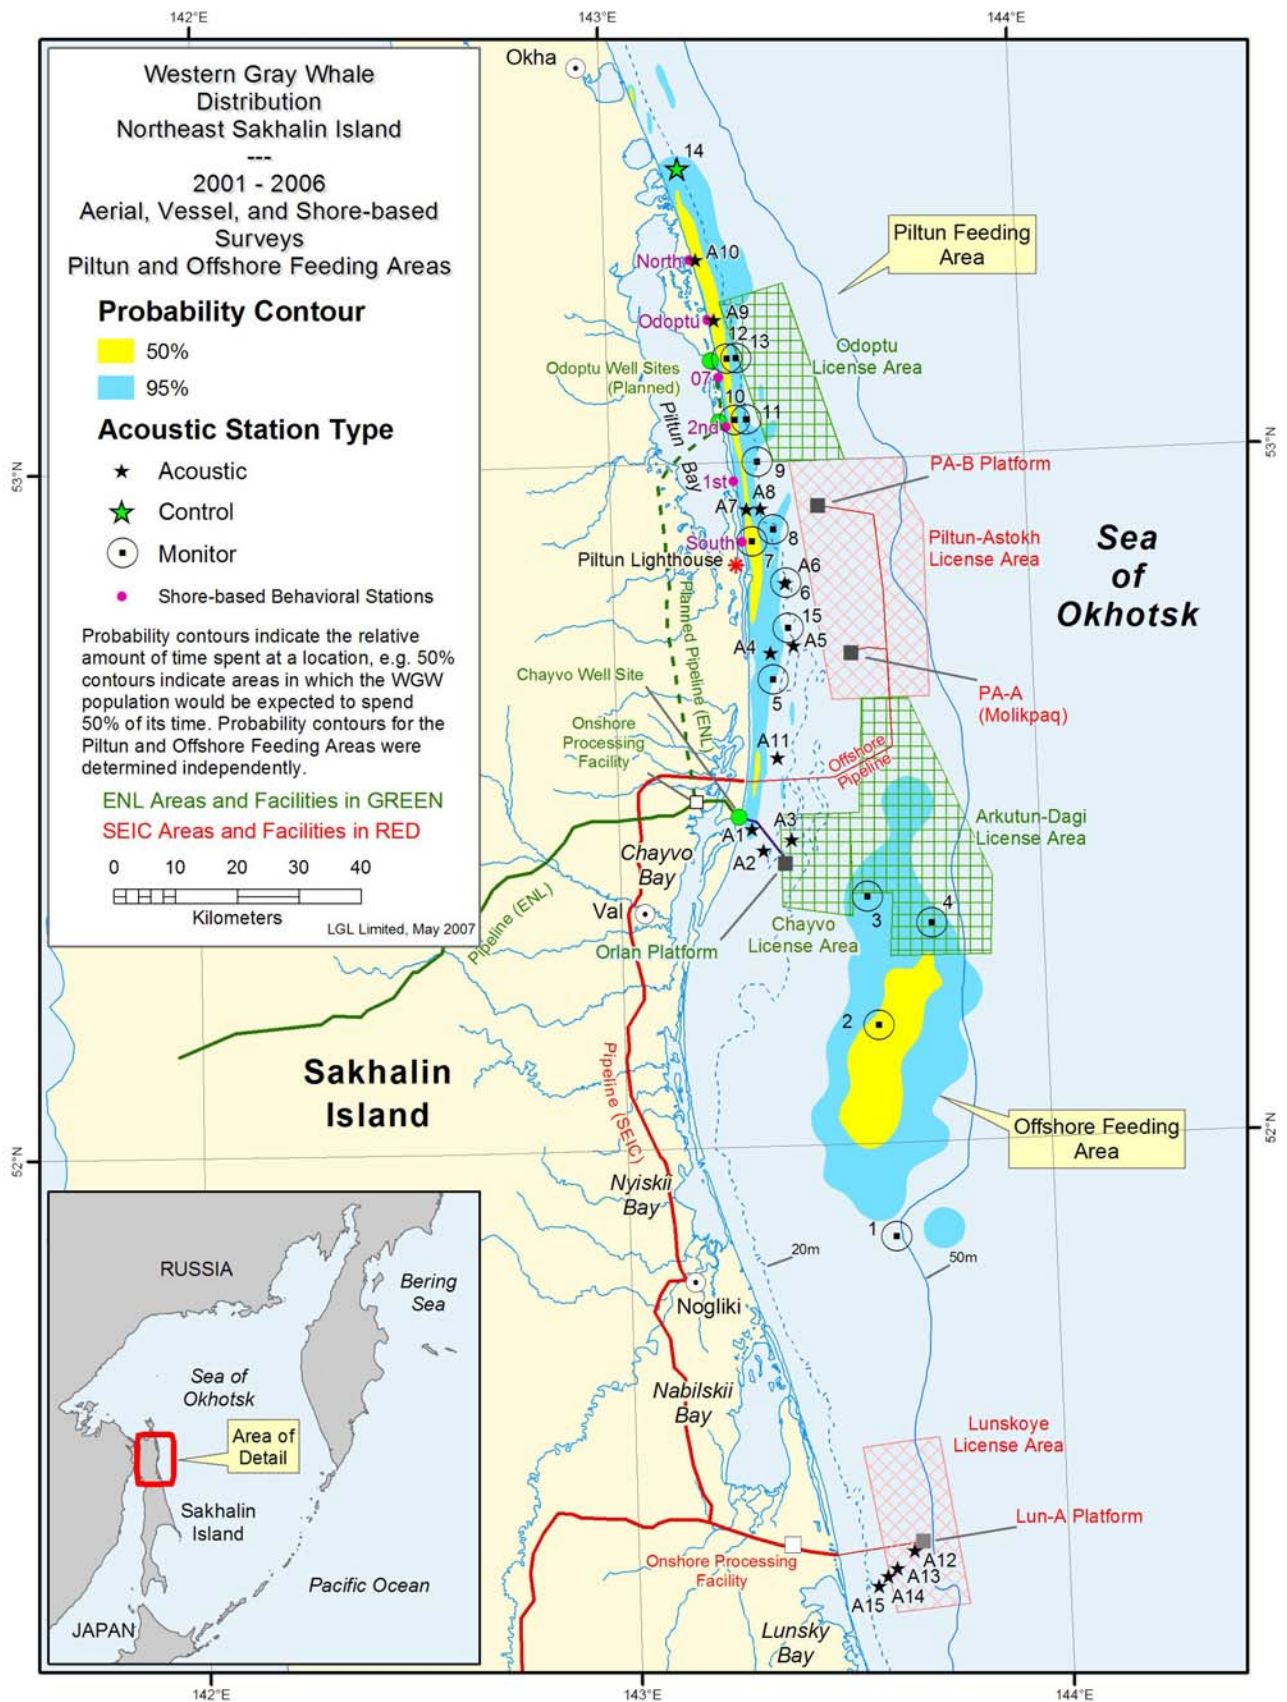 142°E
143°E
144°E
Western Gray Whale
Distribution
Northeast Sakhalin Island
---
2001 - 2006
Aerial, Vessel, and Shore-based
Surveys
Piltun and Offshore Feeding Areas
Probability Contour
50%
95%
Acoustic Station Type
Acoustic
Control
Monitor
Shore-based Behavioral Stations
Probability contours indicate the relative
amount of time spent at a location, e.g. 50%
contours indicate areas in which the WGW
population would be expected to spend
50% of its time. Probability contours for the
Piltun and Offshore Feeding Areas were
determined independently.
ENL Areas and Facilities in GREEN
SEIC Areas and Facilities in RED
0 10 20 30 40
Kilometers
LGL Limited, May 2007
Okha
14
Piltun Feeding
Area
North
A10
Odoptu
A9
12
13
Odoptu
License Area
Odoptu Well Sites
(Planned)
07
10
11
Piltun
Bay
2nd
53°N
53°N
9
PA-B Platform
1st
A8
A7
Piltun-Astokh
License Area
8
South
7
Piltun Lighthouse
A6
6
Sea
of
Okhotsk
Planned Pipeline (ENL)
15
A5
A4
Chayvo Well Site
5
PA-A
(Molikpaq)
Onshore
Processing
Facility
A11
Offshore
Pipeline
Arkutun-Dagi
License Area
A3
A1
A2
Chayvo
Bay
3
4
Val
Chayvo
License Area
Pipeline (ENL)
Orlan Platform
2
Sakhalin
Island
Pipeline (SEIC)
Offshore Feeding
Area
52°N
52°N
Nyiskii
Bay
1
20m
50m
Nogliki
Nabilskii
Bay
Lunskoye
License Area
Lun-A Platform
Onshore Processing
Facility
A12
A13
A14
A15
Lunsky
Bay
RUSSIA
Bering
Sea
Sea of
Okhotsk
Area of
Detail
Sakhalin
Island
Pacific Ocean
JAPAN
142°E
143°E
144°E